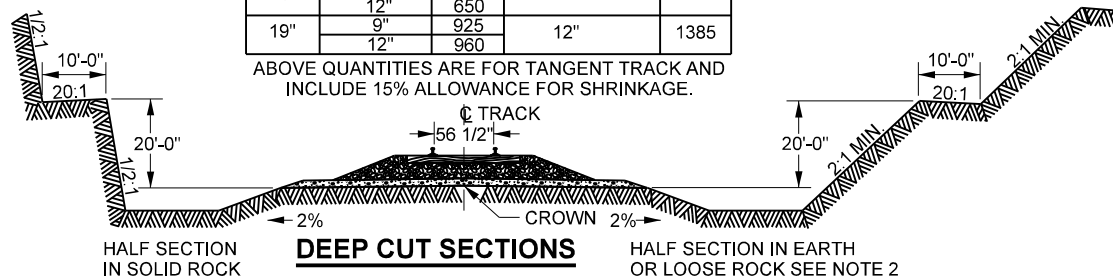 12" 650
19" 9" 925 12" 1385
12" 960
ABOVE QUANTITIES ARE FOR TANGENT TRACK AND
INCLUDE 15% ALLOWANCE FOR SHRINKAGE.
℄ TRACK
56 1/2"
1/2:1
10'-0"
20:1
20'-0"
1/2:1
10'-0"
20:1
2:1 MIN.
20'-0"
2:1 MIN.
2%
CROWN
2%
HALF SECTION
IN SOLID ROCK
DEEP CUT SECTIONS
HALF SECTION IN EARTH
OR LOOSE ROCK SEE NOTE 2